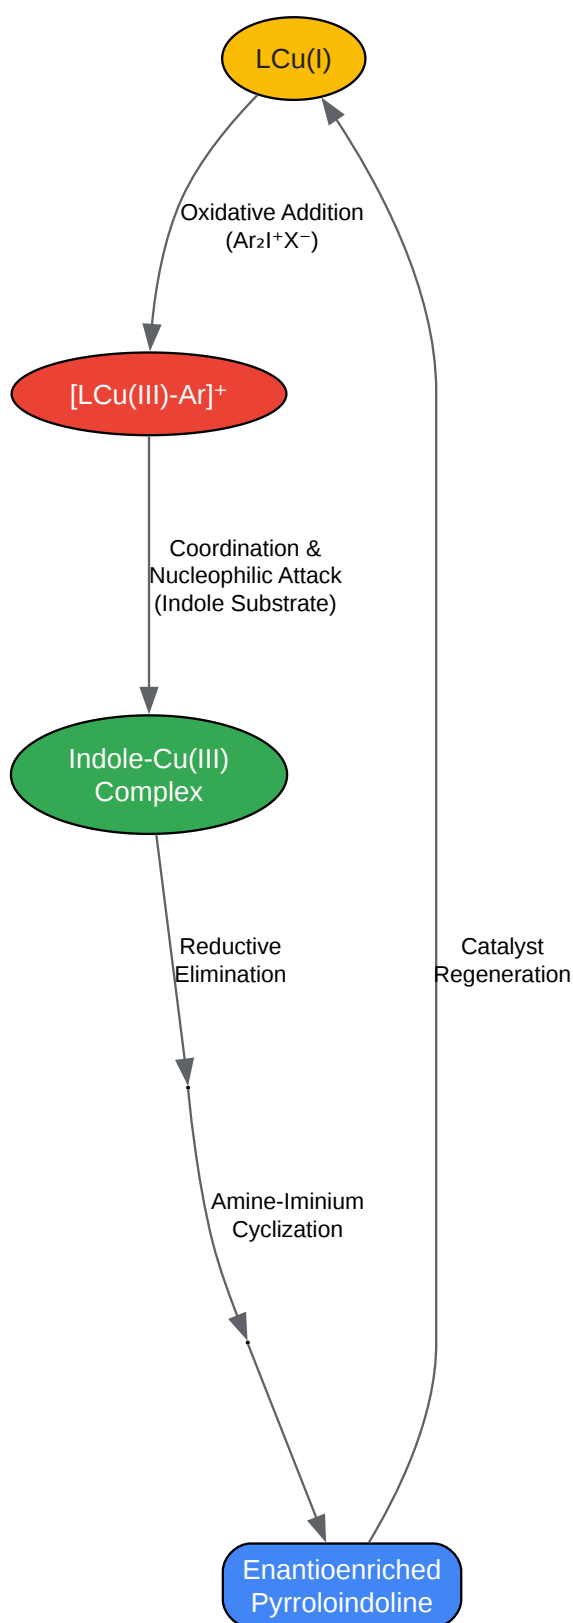 LCu(I)
Oxidative Addition
(Ar₂I⁺X⁻)
[LCu(III)-Ar]⁺
Coordination &
Nucleophilic Attack
(Indole Substrate)
Indole-Cu(III)
Complex
Reductive
Elimination
Catalyst
Regeneration
Amine-Iminium
Cyclization
Enantioenriched
Pyrroloindoline